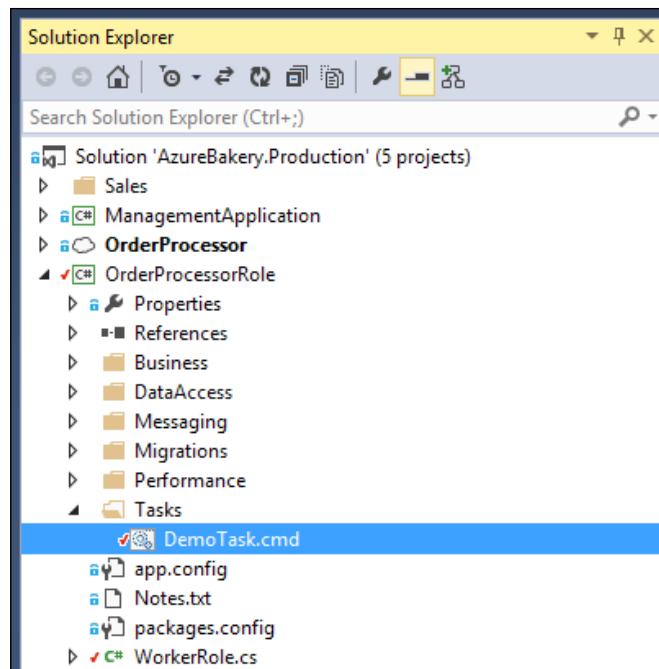 Solution Explorer
Search Solution Explorer (Ctrl+;)
Solution 'AzureBakery.Production' (5 projects)
Sales
C# ManagementApplication
OrderProcessor
C# OrderProcessorRole
Properties
References
Business
DataAccess
Messaging
Migrations
Performance
Tasks
DemoTask.cmd
app.config
Notes.txt
packages.config
C# WorkerRole.cs